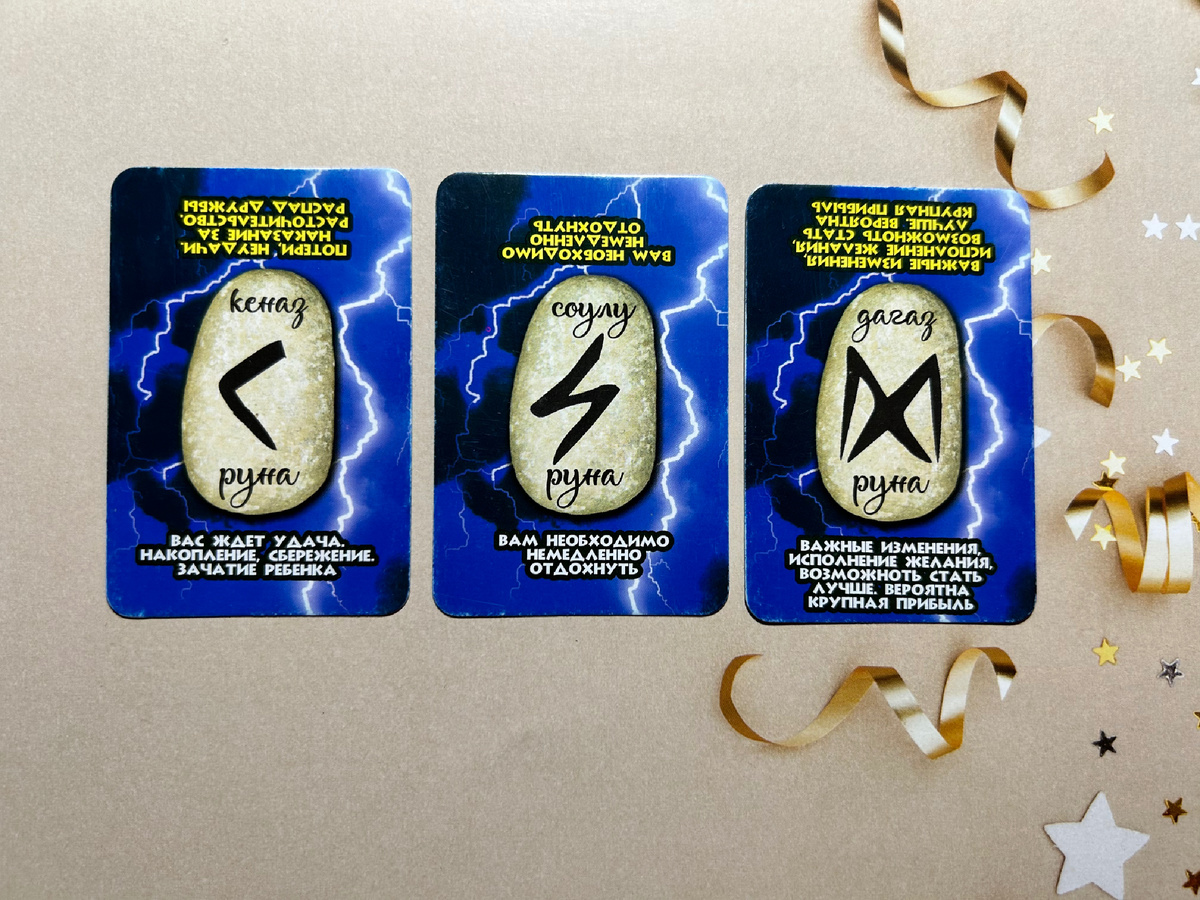 ПОТЕРИ, НЕУДАЧИ,
НАКАЗАНИЕ ЗА
РАСТОЧИТЕЛЬСТВО.
РАСПАД ДРУЖБЫ
кеназ
руна
ВАС ЖДЕТ УДАЧА.
НАКОПЛЕНИЕ, СБЕРЕЖЕНИЕ.
ЗАЧАТИЕ РЕБЕНКА
ВАМ НЕОБХОДИМО
НЕМЕДЛЕННО
ОТДОХНУТЬ
соулу
руна
ВАМ НЕОБХОДИМО
НЕМЕДЛЕННО
ОТДОХНУТЬ
ВАЖНЫЕ ИЗМЕНЕНИЯ,
ИСПОЛНЕНИЕ ЖЕЛАНИЯ,
ВОЗМОЖНОТЬ СТАТЬ
ЛУЧШЕ. ВЕРОЯТНА
КРУПНАЯ ПРИБЫЛЬ
дагаз
руна
ВАЖНЫЕ ИЗМЕНЕНИЯ,
ИСПОЛНЕНИЕ ЖЕЛАНИЯ,
ВОЗМОЖНОТЬ СТАТЬ
ЛУЧШЕ. ВЕРОЯТНА
КРУПНАЯ ПРИБЫЛЬ